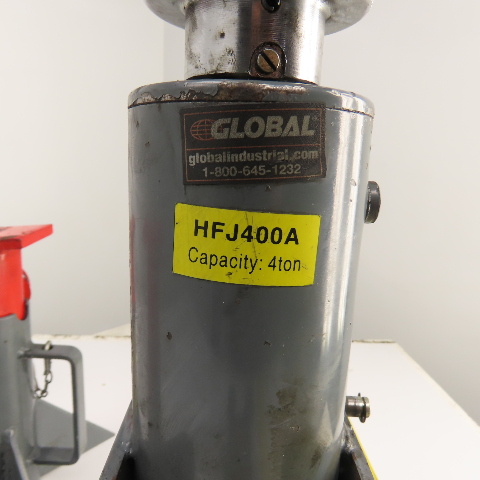 GLOBAL
globalindustrial.com
1-800-645-1232
HFJ400A
Capacity: 4ton